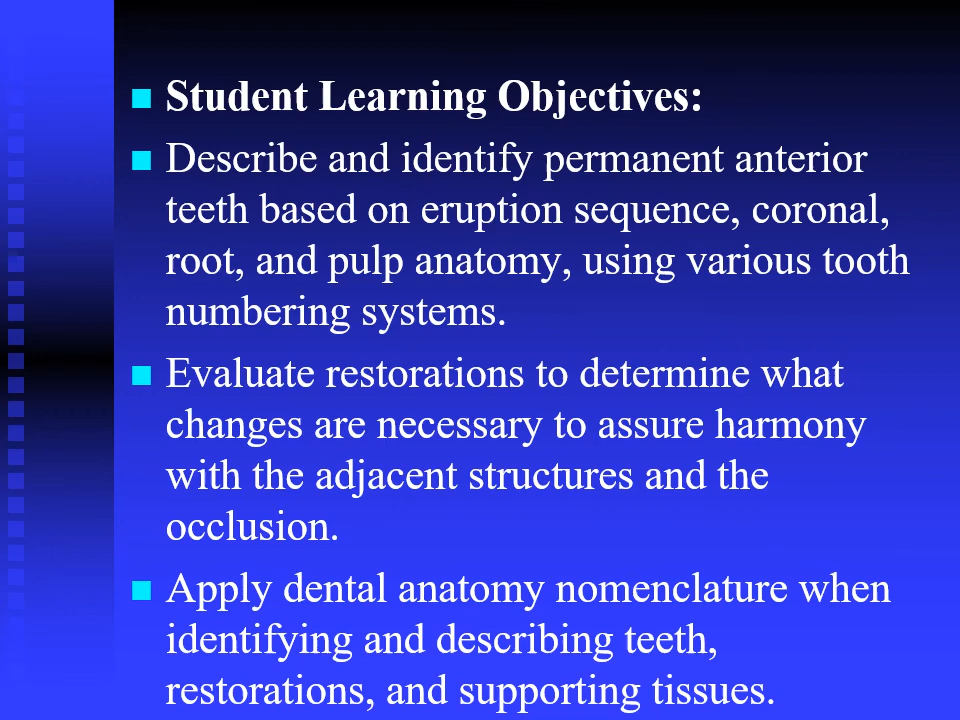 Student Learning Objectives:
Describe and identify permanent anterior
teeth based on eruption sequence, coronal,
root, and pulp anatomy, using various tooth
numbering systems.
Evaluate restorations to determine what
changes are necessary to assure harmony
with the adjacent structures and the
occlusion.
Apply dental anatomy nomenclature when
identifying and describing teeth,
restorations, and supporting tissues.